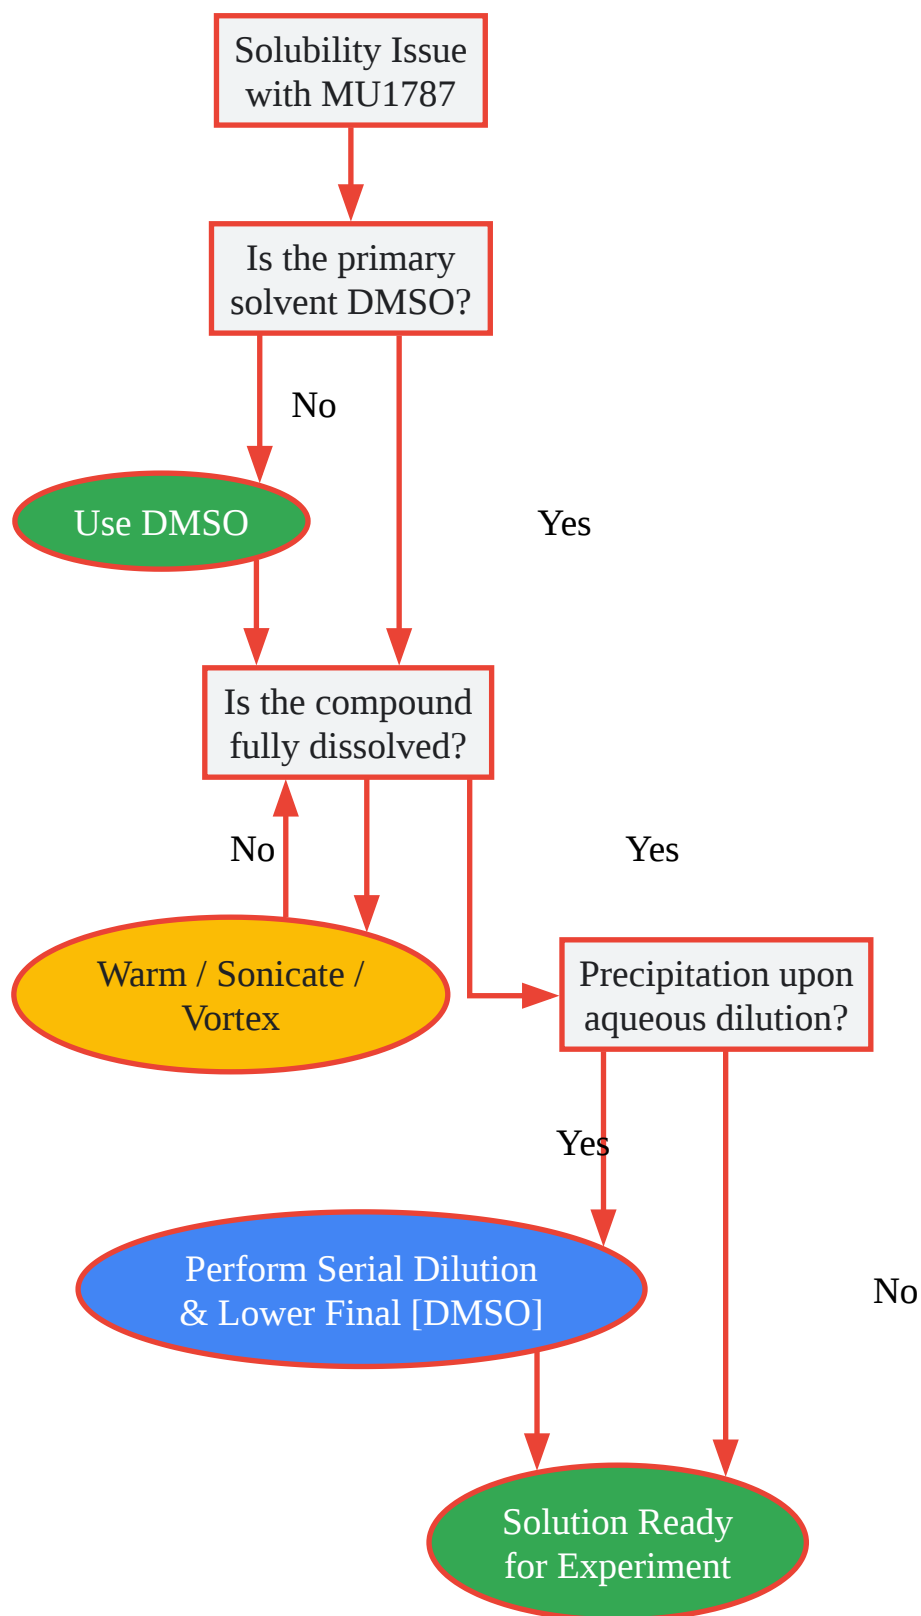 Solubility Issue
with MU1787
Is the primary
solvent DMSO?
No
Use DMSO
Yes
Is the compound
fully dissolved?
No
Yes
Warm / Sonicate /
Vortex
Precipitation upon
aqueous dilution?
Yes
Perform Serial Dilution
& Lower Final [DMSO]
No
Solution Ready
for Experiment